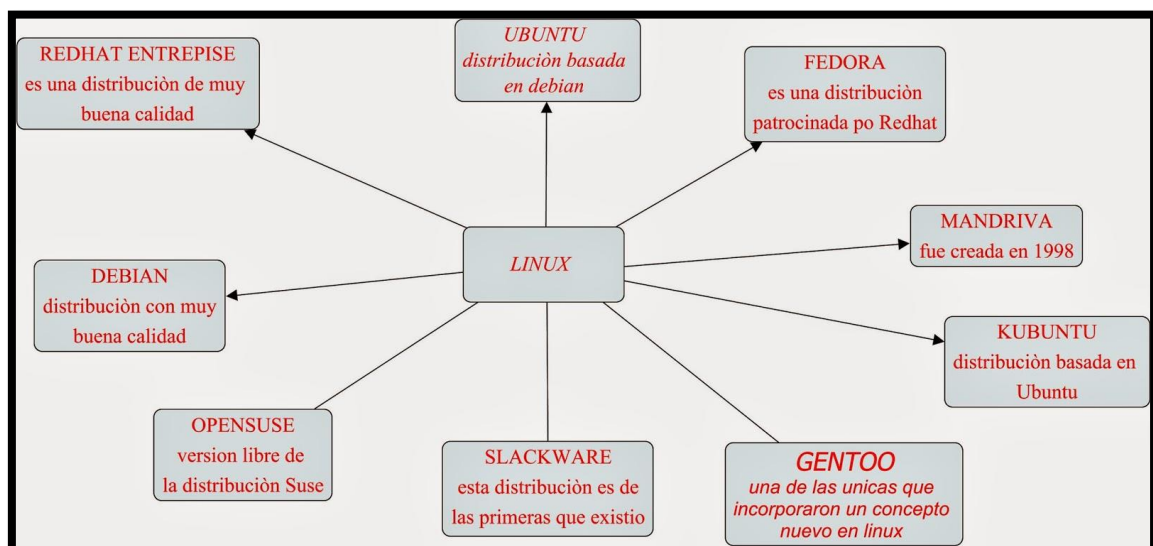 REDHAT ENTREPISE
es una distribuciòn de muy
buena calidad
UBUNTU
distribuciòn basada
en debian
FEDORA
es una distribuciòn
patrocinada po Redhat
MANDRIVA
fue creada en 1998
LINUX
DEBIAN
distribuciòn con muy
buena calidad
KUBUNTU
distribuciòn basada en
Ubuntu
OPENSUSE
version libre de
la distribuciòn Suse
SLACKWARE
esta distribuciòn es de
las primeras que existio
GENTOO
una de las unicas que
incorporaron un concepto
nuevo en linux